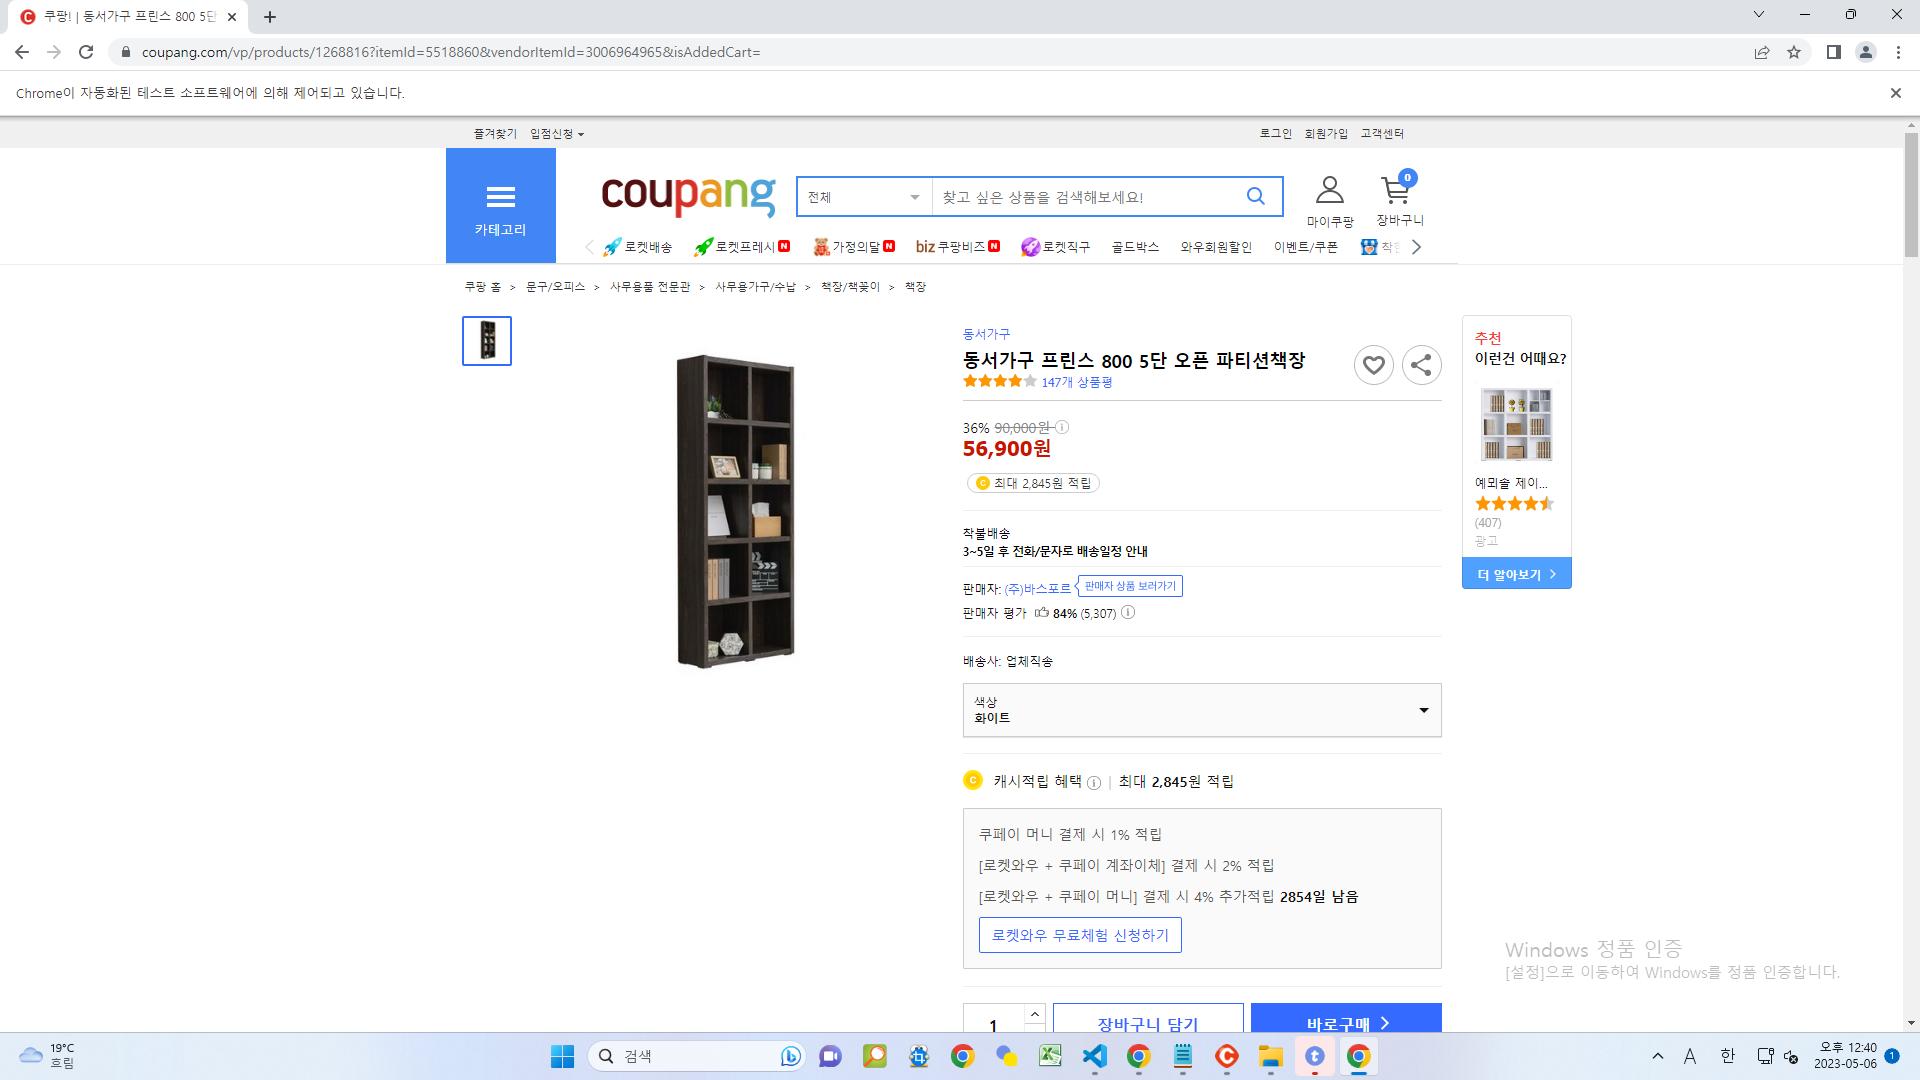 쿠팡! | 동서가구 프린스 800 5단
coupang.com/vp/products/1268816?itemId=5518860&vendorItemId=3006964965&isAddedCart=
Chrome이 자동화된 테스트 소프트웨어에 의해 제어되고 있습니다.
즐겨찾기 입점신청
로그인 회원가입 고객센터
카테고리
coupang
전체
찾고 싶은 상품을 검색해보세요!
마이쿠팡
0
장바구니
로켓배송
로켓프레시 N
가정의달 N
biz 쿠팡비즈 N
로켓직구
골드박스
와우회원할인
이벤트/쿠폰
쿠팡 홈 > 문구/오피스 > 사무용품 전문관 > 사무용가구/수납 > 책장/책꽂이 > 책장
동서가구
동서가구 프린스 800 5단 오픈 파티션책장
147개 상품평
36% 90,000원
56,900원
최대 2,845원 적립
착불배송
3~5일 후 전화/문자로 배송일정 안내
판매자: (주)바스포르 판매자 상품 보러가기
판매자 평가 84% (5,307)
배송사: 업체직송
색상
화이트
캐시적립 혜택 | 최대 2,845원 적립
쿠페이 머니 결제 시 1% 적립
[로켓와우 + 쿠페이 계좌이체] 결제 시 2% 적립
[로켓와우 + 쿠페이 머니] 결제 시 4% 추가적립 2854일 남음
로켓와우 무료체험 신청하기
1
장바구니 담기
바로구매
추천
이런건 어때요?
예뫼솔 제이...
(407)
광고
더 알아보기
Windows 정품 인증
[설정]으로 이동하여 Windows를 정품 인증합니다.
19°C
흐림
검색
A
한
오후 12:40
2023-05-06
1